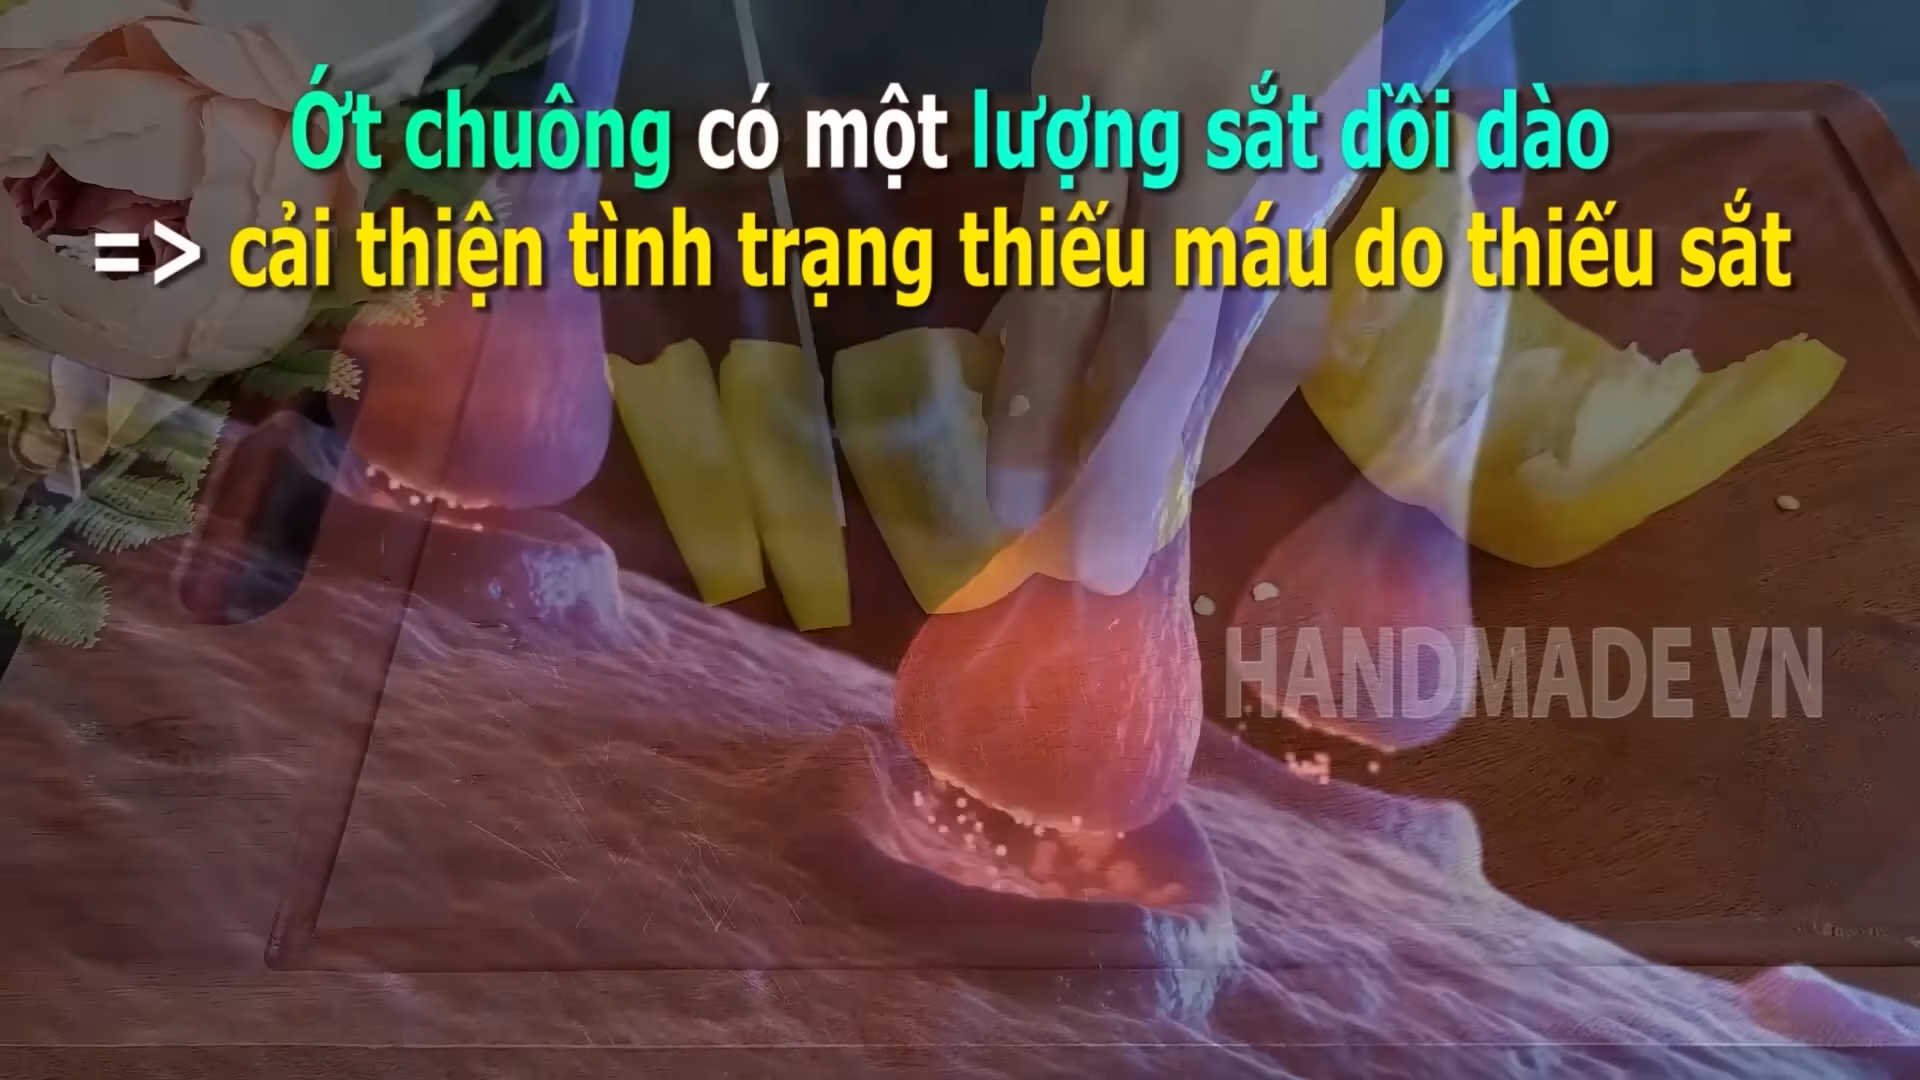 Ớt chuông có một lượng sắt dồi dào
=> cải thiện tình trạng thiếu máu do thiếu sắt
HANDMADE VN